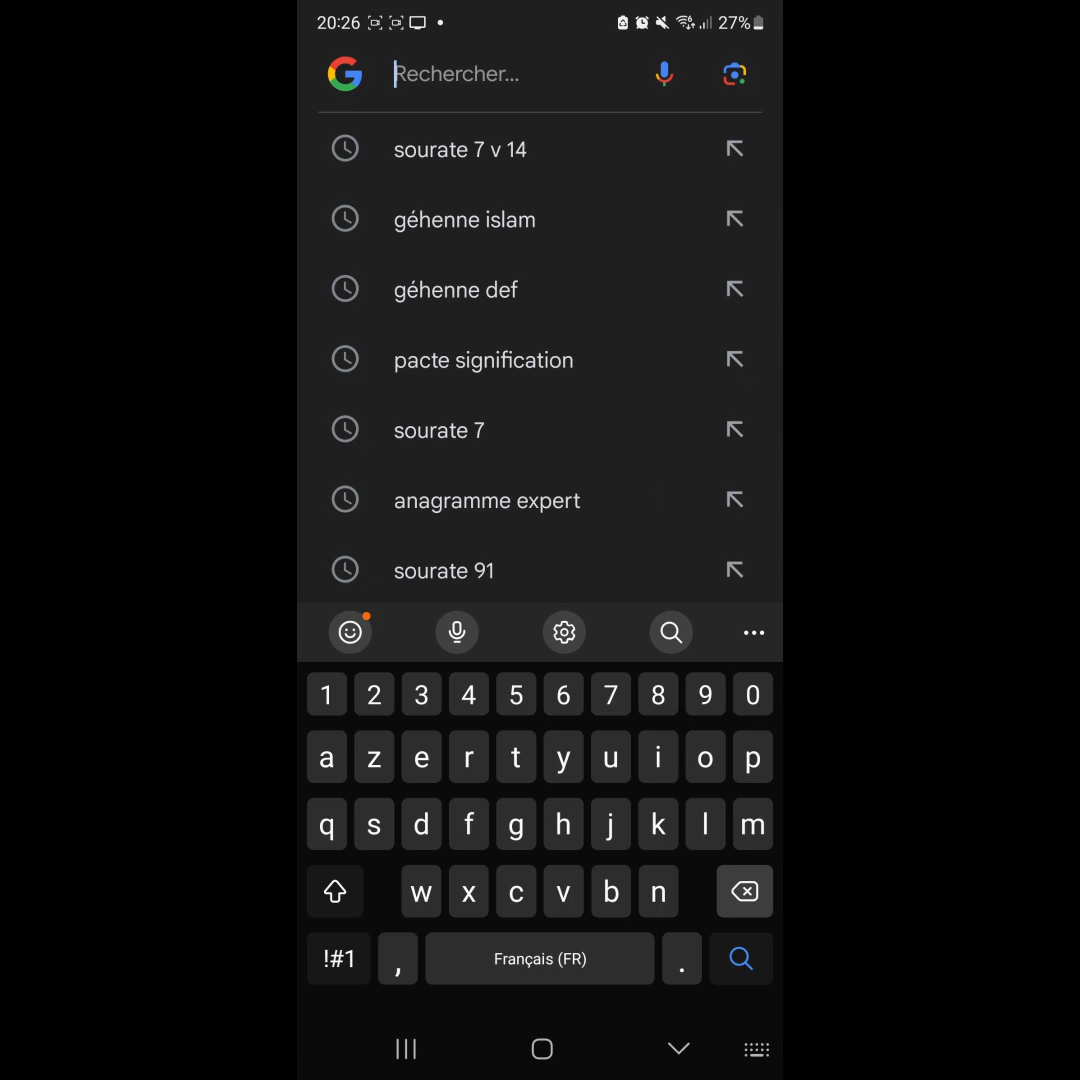 20:26 27%
Rechercher...
sourate 7 v 14
géhenne islam
géhenne def
pacte signification
sourate 7
anagramme expert
sourate 91
1 2 3 4 5 6 7 8 9 0
a z e r t y u i o p
q s d f g h j k l m
w x c v b n
!#1 , Français (FR) .